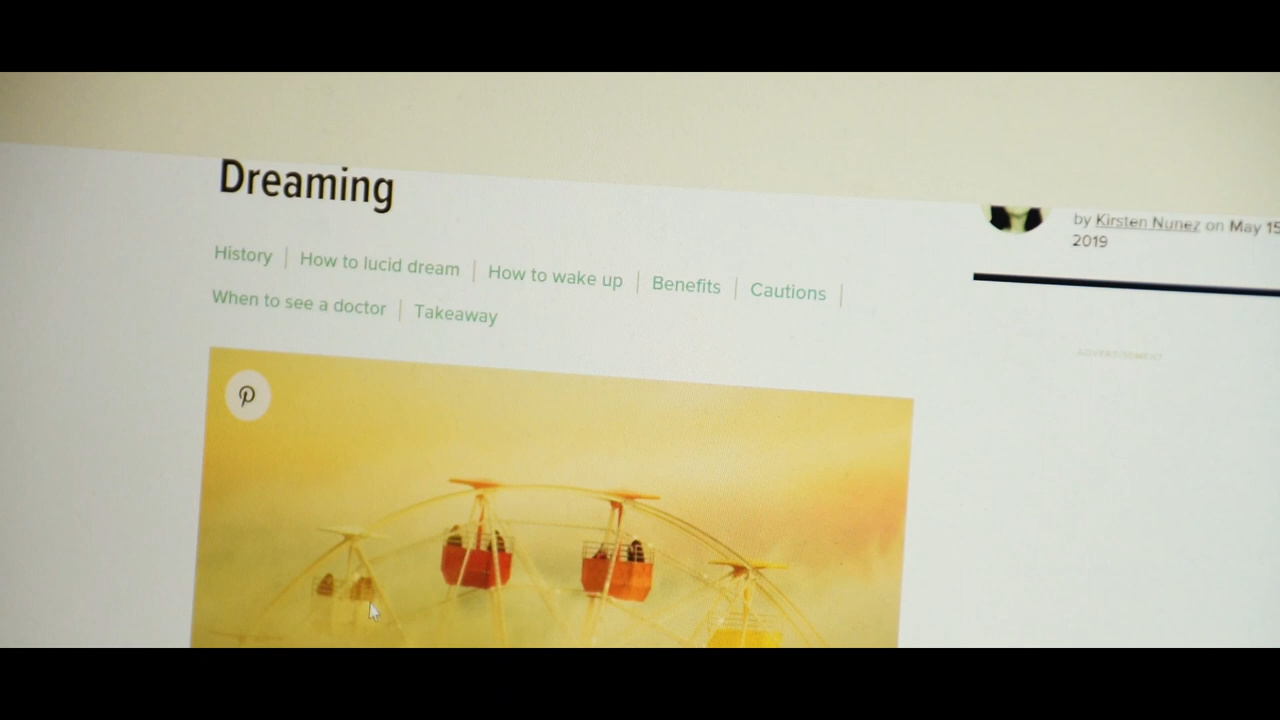 Dreaming
by Kirsten Nunez on May 15
2019
History | How to lucid dream | How to wake up | Benefits | Cautions |
When to see a doctor | Takeaway
ADVERTISEMENT